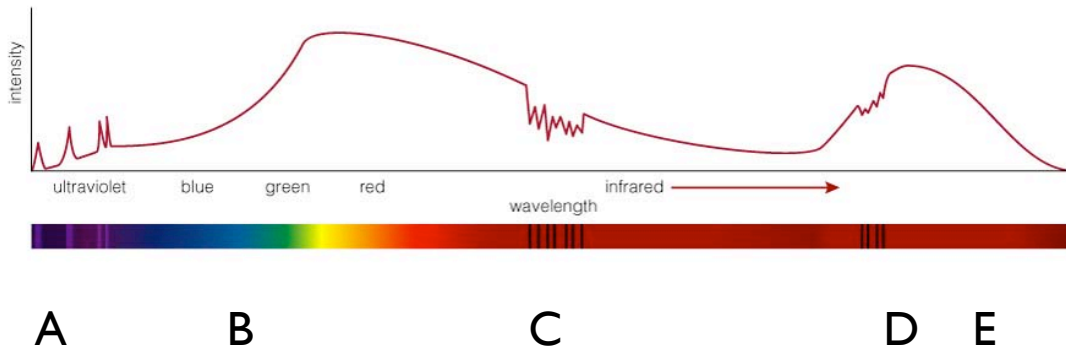 intensity
ultraviolet blue green red infrared
wavelength
A B C D E